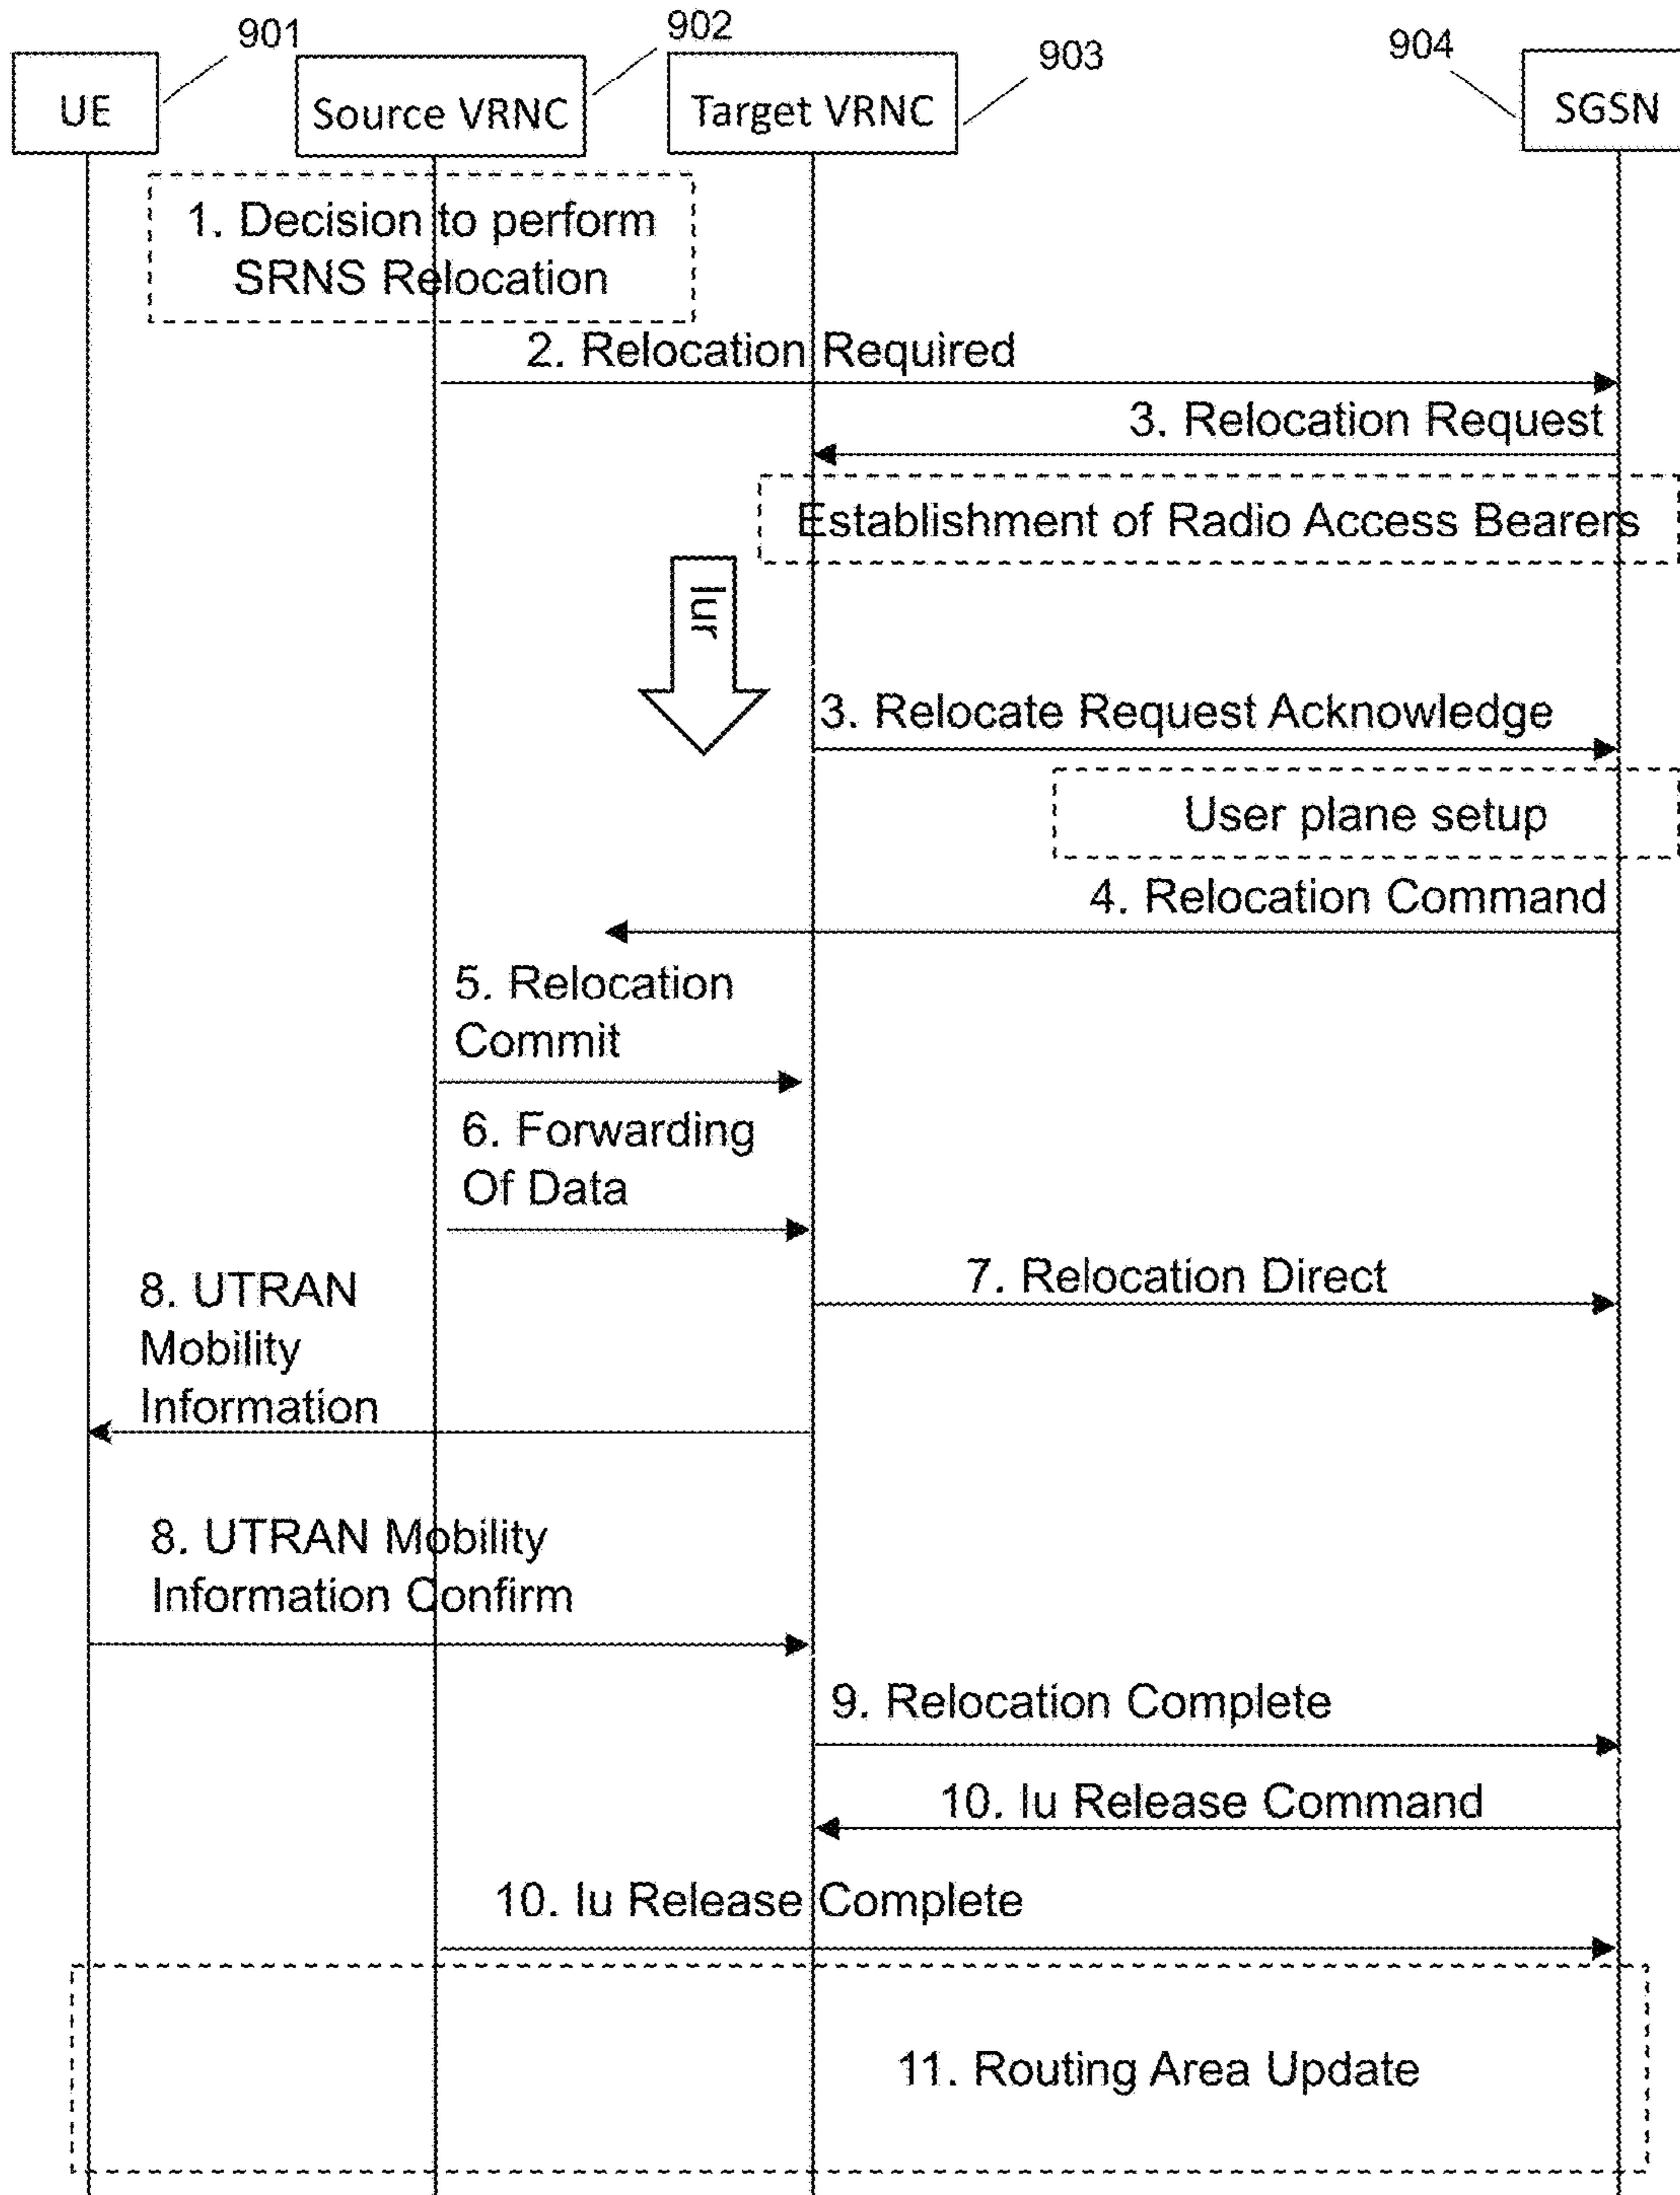 901
902
903
904
UE
Source VRNC
Target VRNC
SGSN
1. Decision to perform
SRNS Relocation
2. Relocation Required
3. Relocation Request
Establishment of Radio Access Bearers
Iur
3. Relocate Request Acknowledge
User plane setup
4. Relocation Command
5. Relocation
Commit
6. Forwarding
Of Data
7. Relocation Direct
8. UTRAN
Mobility
Information
8. UTRAN Mobility
Information Confirm
9. Relocation Complete
10. Iu Release Command
10. Iu Release Complete
11. Routing Area Update